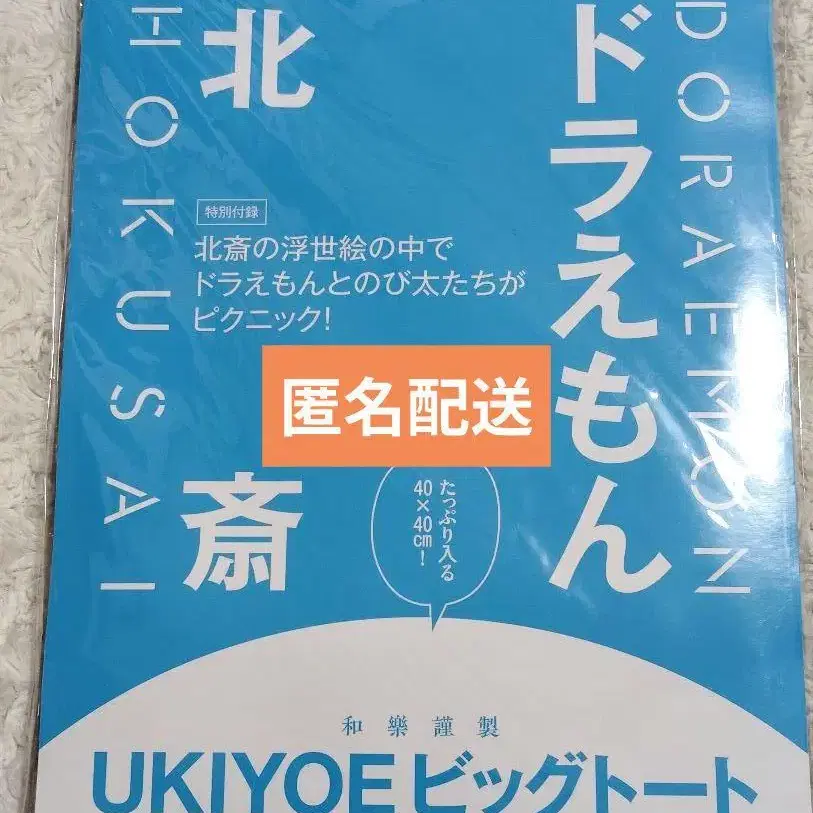 DORAEMON
ドラえもん
HOKUSAI
北斎
特別付録
北斎の浮世絵の中で
ドラえもんとのび太たちが
ピクニック!
匿名配送
たっぷり入る
40×40cm!
和樂謹製
UKIYOEビッグトート